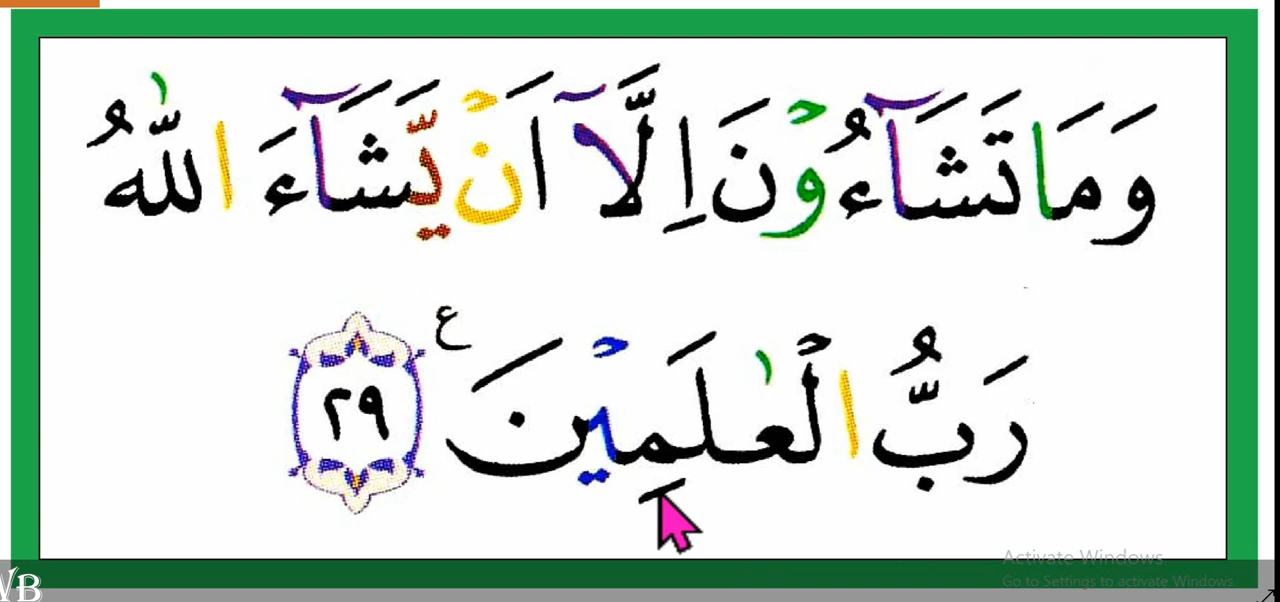 وَمَا تَشَآءُوْنَ اِلَّاۤ اَنْ يَّشَآءَ اللّٰهُ
رَبُّ الْعٰلَمِيْنَ ع ٢٩
Activate Windows
Go to Settings to activate Windows.